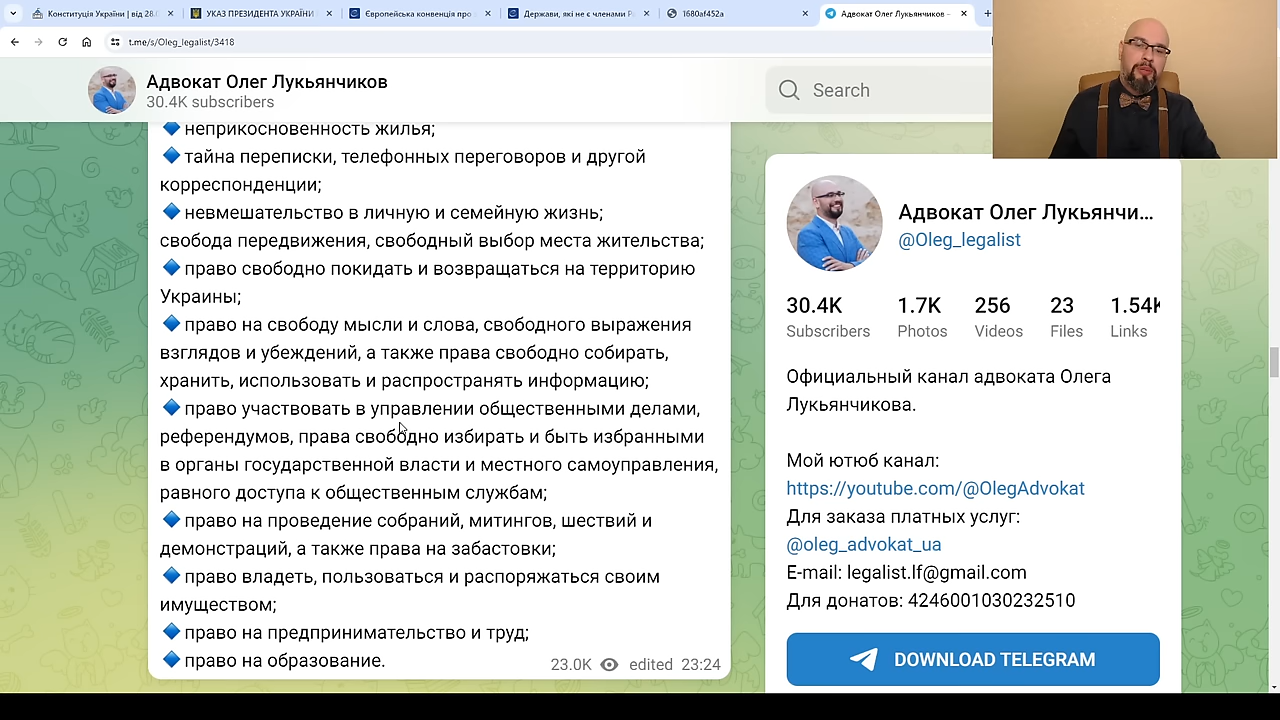 Конституція України | від 28.0
УКАЗ ПРЕЗИДЕНТА УКРАЇНИ
Європейська конвенція про
Держави, які не є членами Р
1680af452a
Адвокат Олег Лукьянчиков –
t.me/s/Oleg_legalist/3418
Адвокат Олег Лукьянчиков
30.4K subscribers
Search
неприкосновенность жилья;
тайна переписки, телефонных переговоров и другой
корреспонденции;
невмешательство в личную и семейную жизнь;
свобода передвижения, свободный выбор места жительства;
право свободно покидать и возвращаться на территорию
Украины;
право на свободу мысли и слова, свободного выражения
взглядов и убеждений, а также права свободно собирать,
хранить, использовать и распространять информацию;
право участвовать в управлении общественными делами,
референдумов, права свободно избирать и быть избранными
в органы государственной власти и местного самоуправления,
равного доступа к общественным службам;
право на проведение собраний, митингов, шествий и
демонстраций, а также права на забастовки;
право владеть, пользоваться и распоряжаться своим
имуществом;
право на предпринимательство и труд;
право на образование.
23.0K edited 23:24
Адвокат Олег Лукьянчи...
@Oleg_legalist
30.4K 1.7K 256 23 1.54K
Subscribers Photos Videos Files Links
Официальный канал адвоката Олега
Лукьянчикова.
Мой ютюб канал:
https://youtube.com/@OlegAdvokat
Для заказа платных услуг:
@oleg_advokat_ua
E-mail: legalist.lf@gmail.com
Для донатов: 4246001030232510
DOWNLOAD TELEGRAM